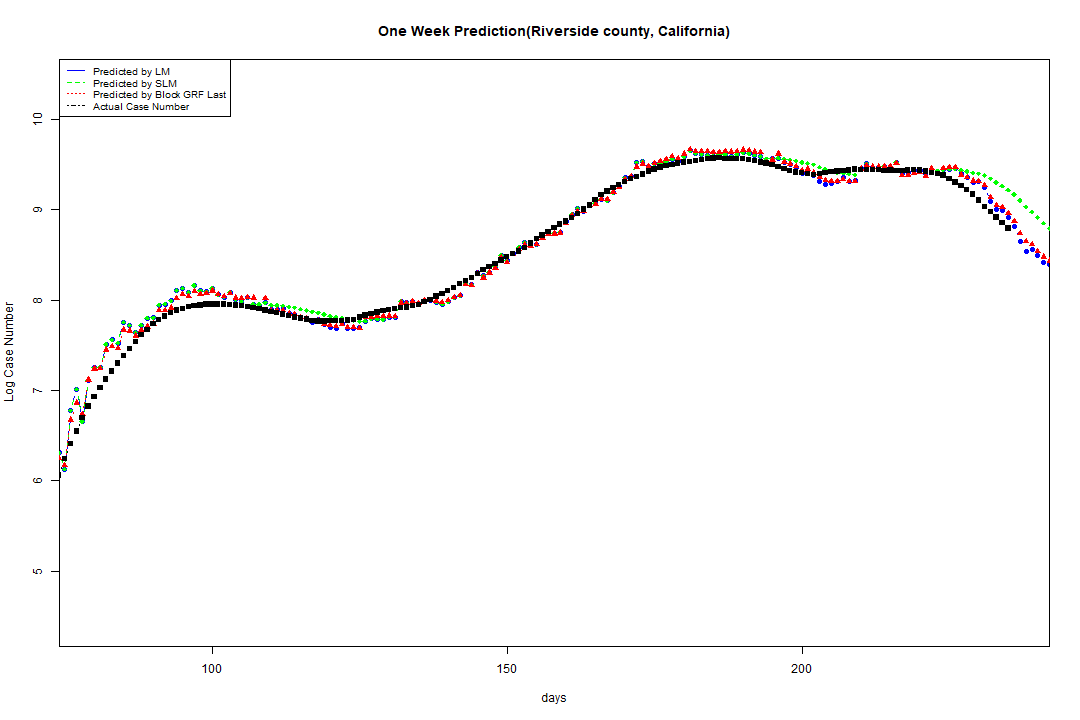 One Week Prediction(Riverside county, California)
Predicted by LM
Predicted by SLM
Predicted by Block GRF Last
Actual Case Number
10
9
8
7
6
5
Log Case Number
100 150 200
days